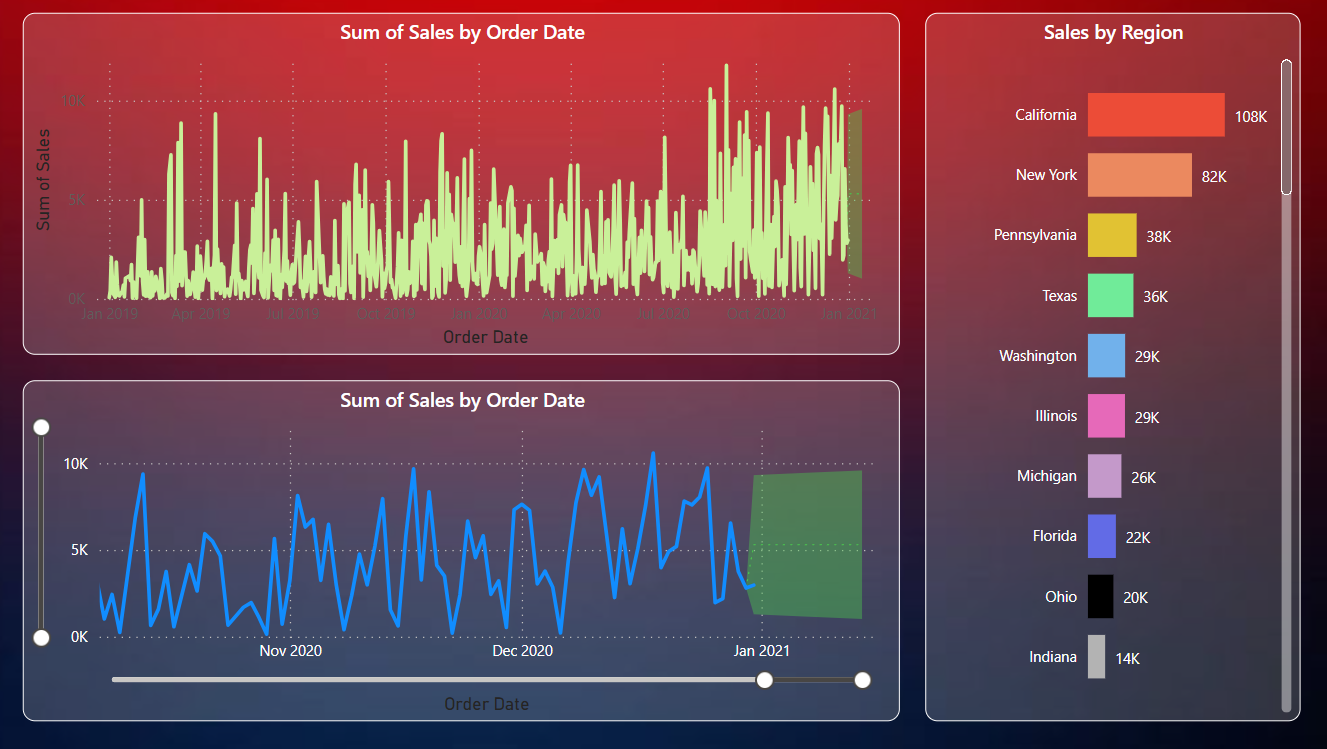 Sum of Sales by Order Date
Sum of Sales
10K
5K
0K
Jan 2019 Apr 2019 Jul 2019 Oct 2019 Jan 2020 Apr 2020 Jul 2020 Oct 2020 Jan 2021
Order Date
Sum of Sales by Order Date
10K
5K
0K
Nov 2020 Dec 2020 Jan 2021
Order Date
Sales by Region
California 108K
New York 82K
Pennsylvania 38K
Texas 36K
Washington 29K
Illinois 29K
Michigan 26K
Florida 22K
Ohio 20K
Indiana 14K